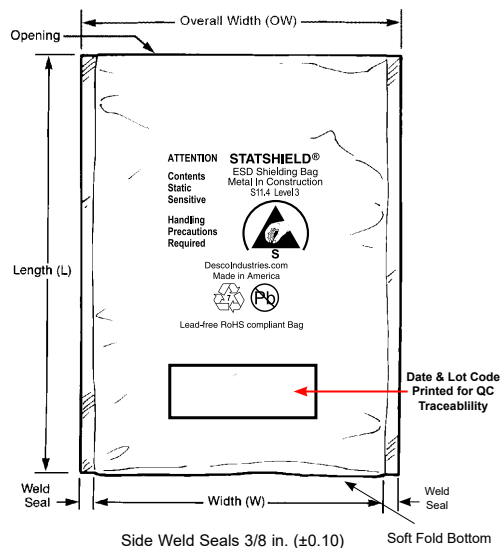 Overall Width (OW)
Opening
ATTENTION
Contents
Static
Sensitive
Handling
Precautions
Required
STATSHIELD®
ESD Shielding Bag
Metal In Construction
S11.4 Level 3
S
DescoIndustries.com
Made in America
7
Pb
Lead-free RoHS compliant Bag
Length (L)
Date & Lot Code
Printed for QC
Traceablility
Weld
Seal
Width (W)
Weld
Seal
Side Weld Seals 3/8 in. (±0.10)
Soft Fold Bottom